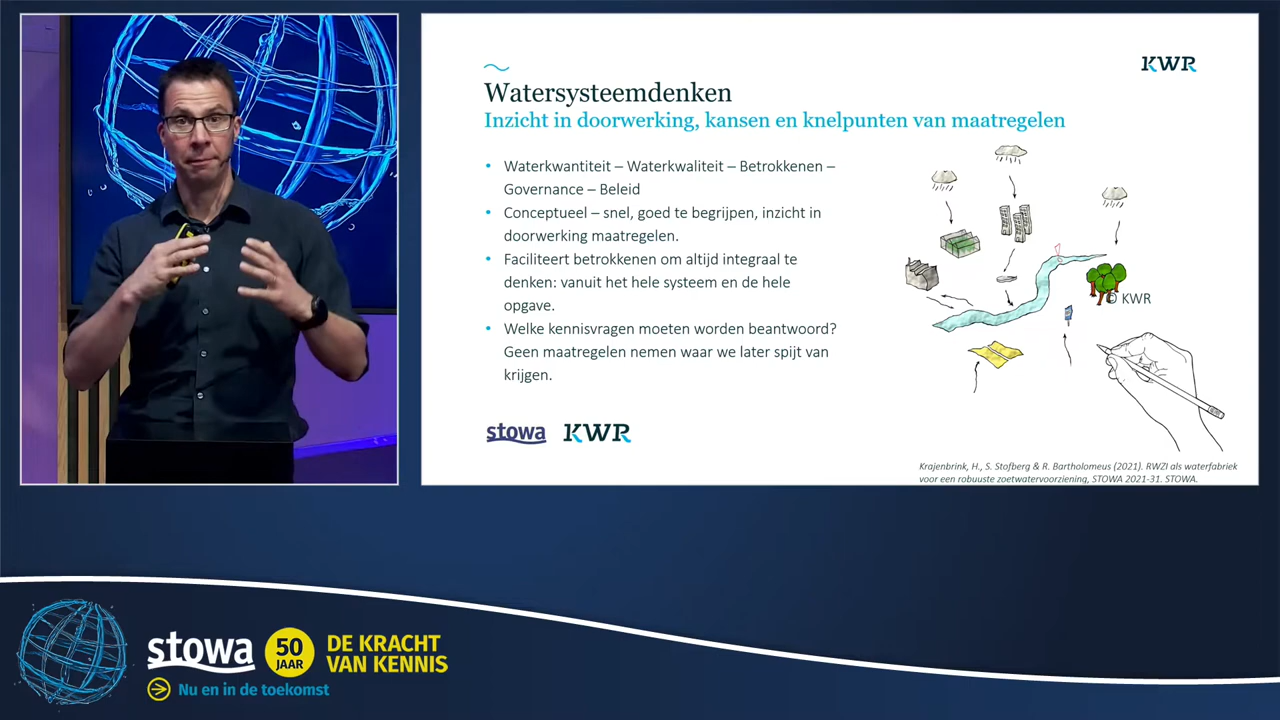 KWR
Watersysteemdenken
Inzicht in doorwerking, kansen en knelpunten van maatregelen
• Waterkwantiteit – Waterkwaliteit – Betrokkenen –
Governance – Beleid
• Conceptueel – snel, goed te begrijpen, inzicht in
doorwerking maatregelen.
• Faciliteert betrokkenen om altijd integraal te
denken: vanuit het hele systeem en de hele
opgave.
• Welke kennisvragen moeten worden beantwoord?
Geen maatregelen nemen waar we later spijt van
krijgen.
© KWR
stowa KWR
Krajenbrink, H., S. Stofberg & R. Bartholomeus (2021). RWZI als waterfabriek
voor een robuuste zoetwatervoorziening, STOWA 2021-31. STOWA.
stowa
50
JAAR
DE KRACHT
VAN KENNIS
Nu en in de toekomst